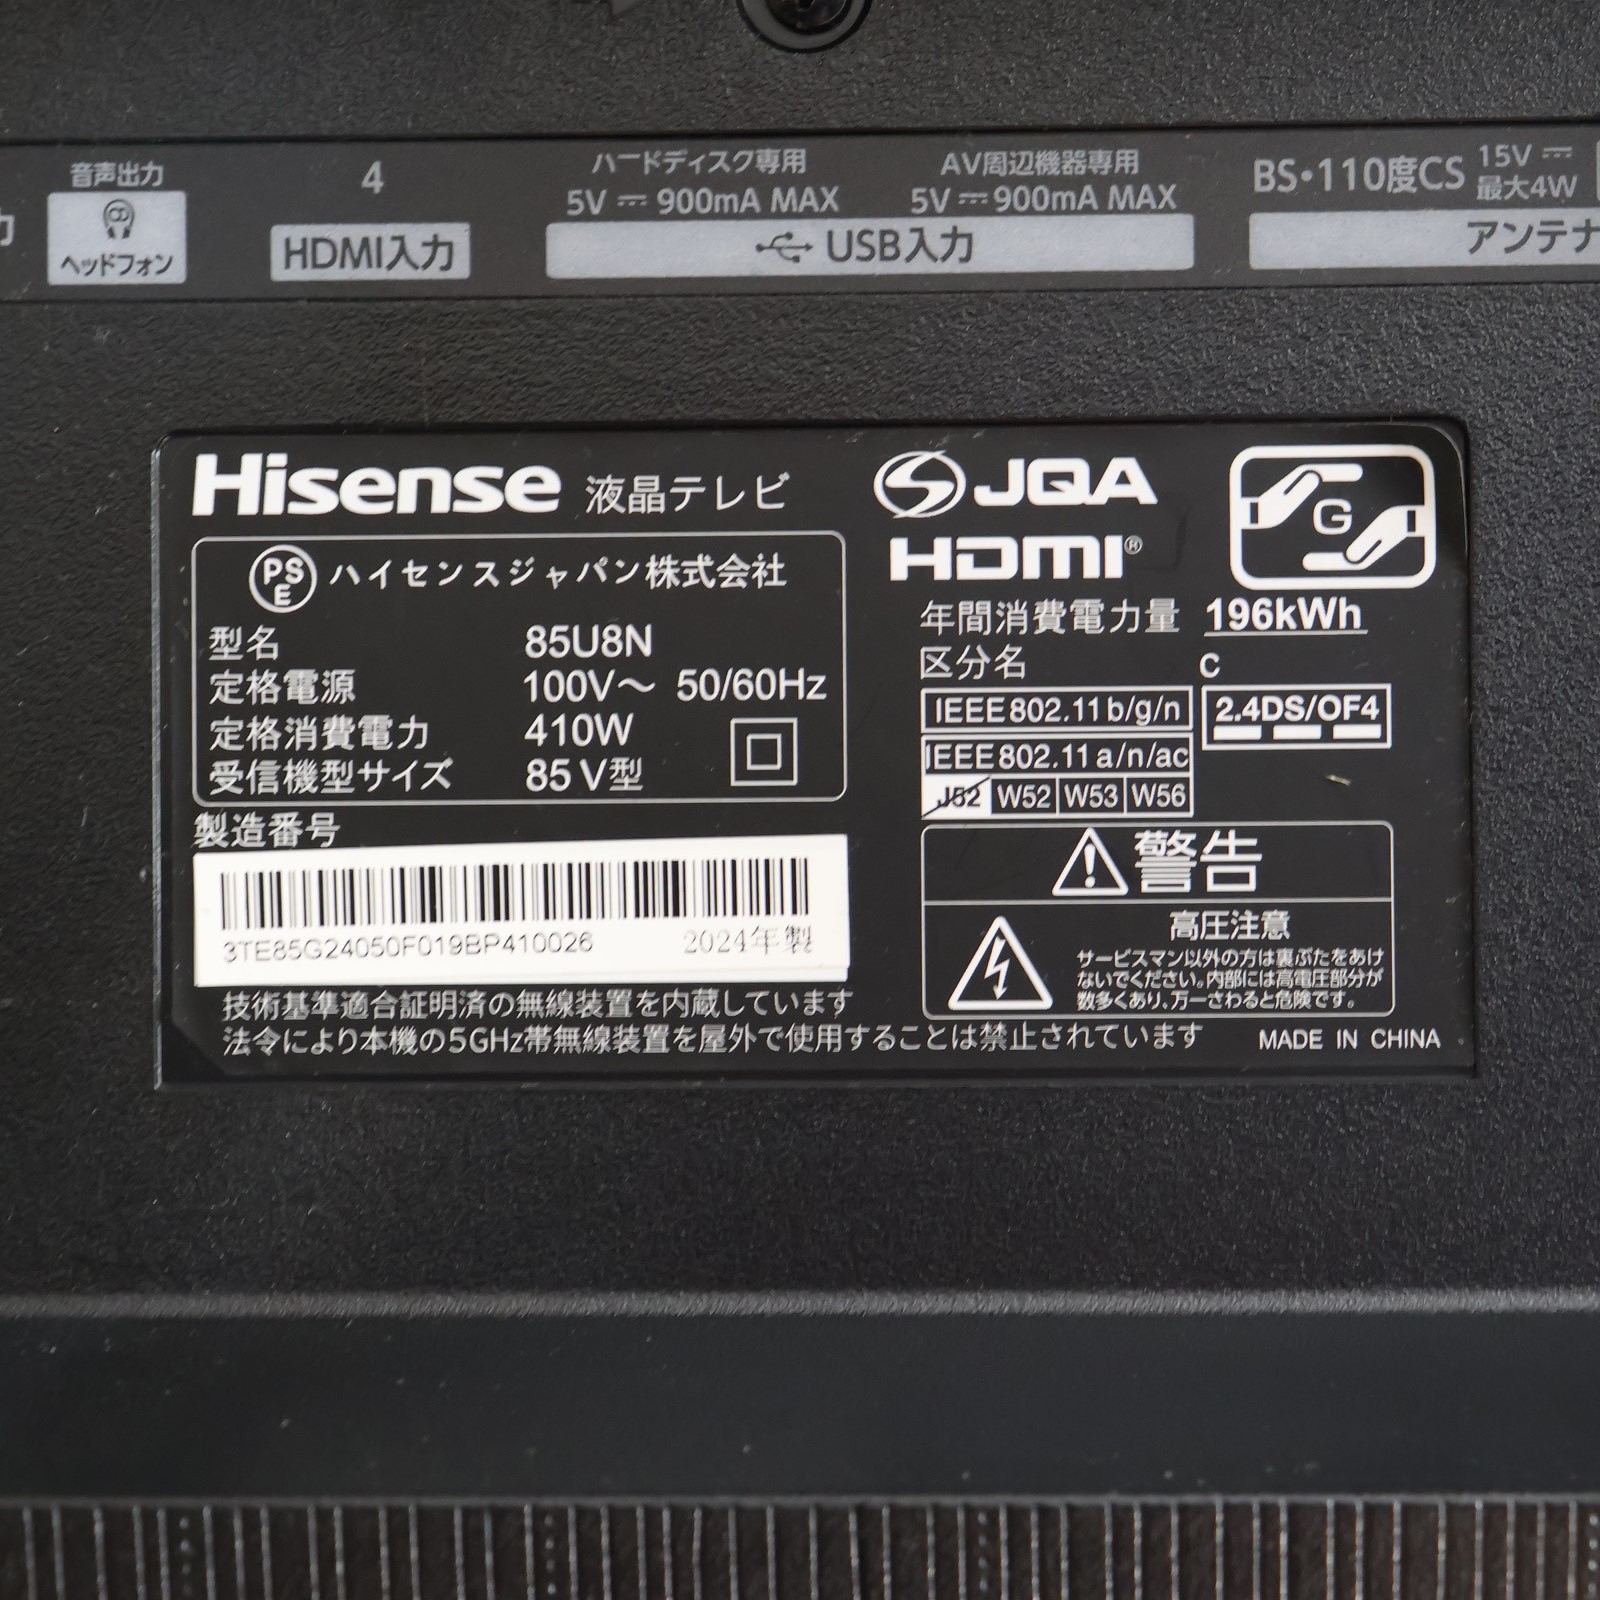 音声出力
ヘッドフォン
4
HDMI入力
ハードディスク専用
5V ⎓ 900mA MAX
AV周辺機器専用
5V ⎓ 900mA MAX
USB入力
BS・110度CS
15V ⎓
最大4W
アンテナ
Hisense 液晶テレビ
PSE ハイセンスジャパン株式会社
型名 85U8N
定格電源 100V～ 50/60Hz
定格消費電力 410W
受信機型サイズ 85V型
製造番号
3TE85G24050F019BP410026 2024年製
JQA
HDMI®
G
年間消費電力量 196kWh
区分名 C
IEEE802.11b/g/n
2.4DS/OF4
IEEE802.11a/n/ac
J52 W52 W53 W56
警告
高圧注意
サービスマン以外の方は裏ぶたをあけ
ないでください。内部には高電圧部分が
数多くあり、万一さわると危険です。
技術基準適合証明済の無線装置を内蔵しています
法令により本機の5GHz帯無線装置を屋外で使用することは禁止されています
MADE IN CHINA